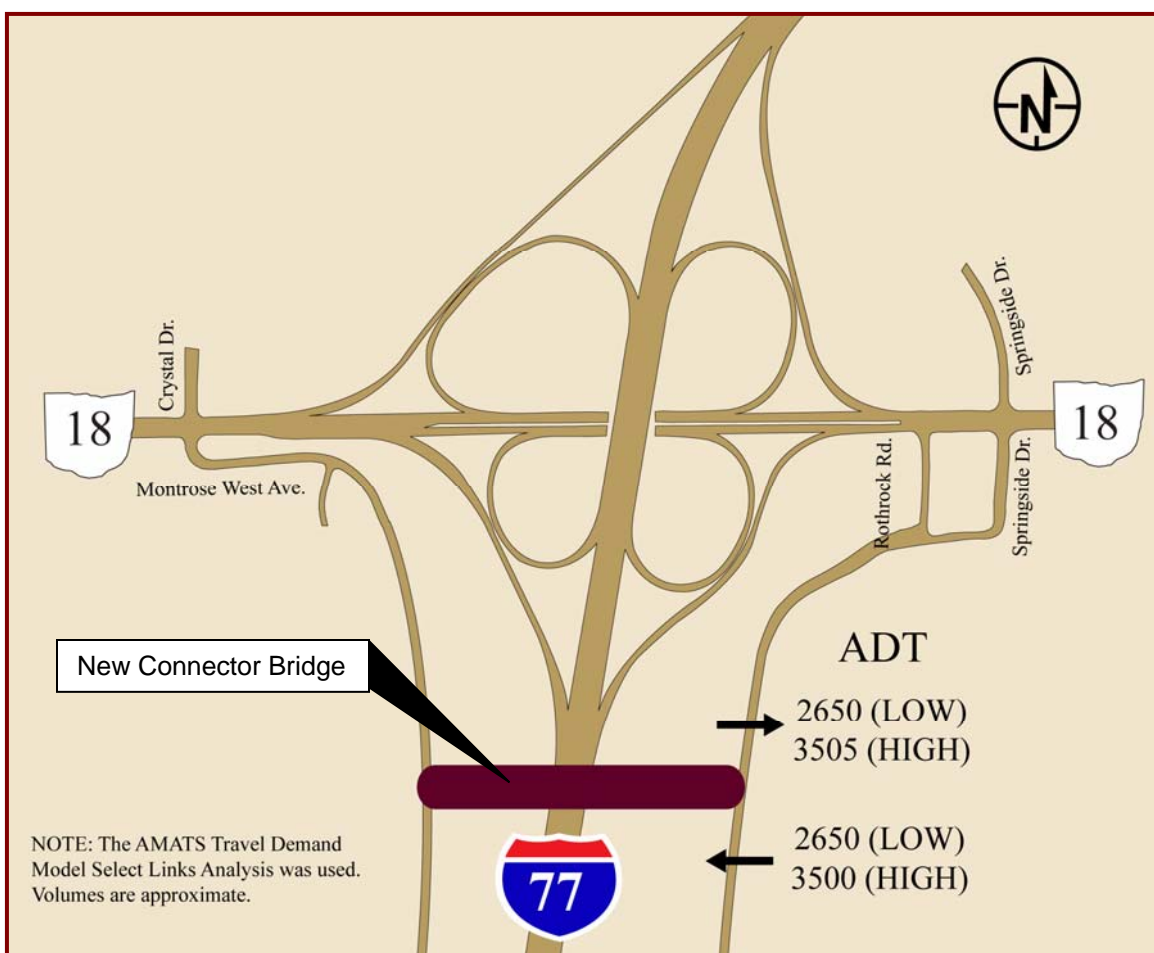 N
Springside Dr.
Crystal Dr.
18
18
Montrose West Ave.
Rothrock Rd.
Springside Dr.
New Connector Bridge
ADT
2650 (LOW)
3505 (HIGH)
NOTE: The AMATS Travel Demand
Model Select Links Analysis was used.
Volumes are approximate.
77
2650 (LOW)
3500 (HIGH)